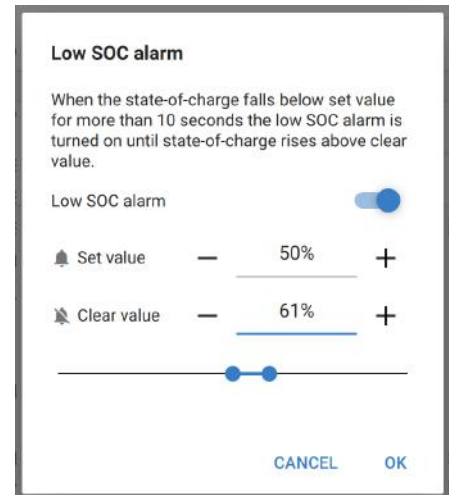 Low SOC alarm
When the state-of-charge falls below set value
for more than 10 seconds the low SOC alarm is
turned on until state-of-charge rises above clear
value.
Low SOC alarm
Set value — 50% +
Clear value — 61% +
CANCEL OK